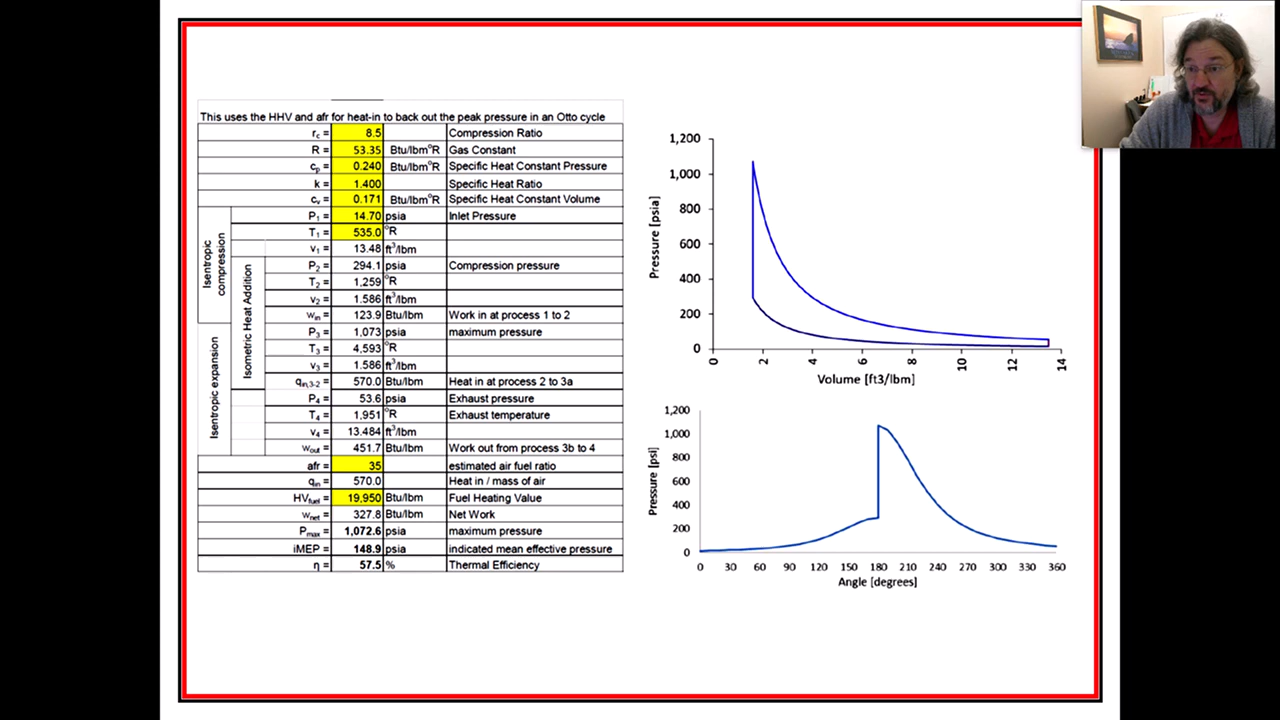 This uses the HHV and afr for heat-in to back out the peak pressure in an Otto cycle
rc = 8.5 Compression Ratio
R = 53.35 Btu/lbm°R Gas Constant
cp = 0.240 Btu/lbm°R Specific Heat Constant Pressure
k = 1.400 Specific Heat Ratio
cv = 0.171 Btu/lbm°R Specific Heat Constant Volume
P1 = 14.70 psia Inlet Pressure
T1 = 535.0 °R
v1 = 13.48 ft³/lbm
P2 = 294.1 psia Compression pressure
T2 = 1,259 °R
v2 = 1.586 ft³/lbm
win = 123.9 Btu/lbm Work in at process 1 to 2
P3 = 1,073 psia maximum pressure
T3 = 4,593 °R
v3 = 1.586 ft³/lbm
qin,3-2 = 570.0 Btu/lbm Heat in at process 2 to 3a
P4 = 53.6 psia Exhaust pressure
T4 = 1,951 °R Exhaust temperature
v4 = 13.484 ft³/lbm
wout = 451.7 Btu/lbm Work out from process 3b to 4
afr = 35 estimated air fuel ratio
qin = 570.0 Heat in / mass of air
HVfuel = 19,950 Btu/lbm Fuel Heating Value
wnet = 327.8 Btu/lbm Net Work
Pmax = 1,072.6 psia maximum pressure
iMEP = 148.9 psia indicated mean effective pressure
η = 57.5 % Thermal Efficiency
Isentropic compression
Isometric Heat Addition
Isentropic expansion
Pressure [psia]
1,200
1,000
800
600
400
200
0
0 2 4 6 8 10 12 14
Volume [ft3/lbm]
Pressure [psi]
1,200
1,000
800
600
400
200
0
0 30 60 90 120 150 180 210 240 270 300 330 360
Angle [degrees]